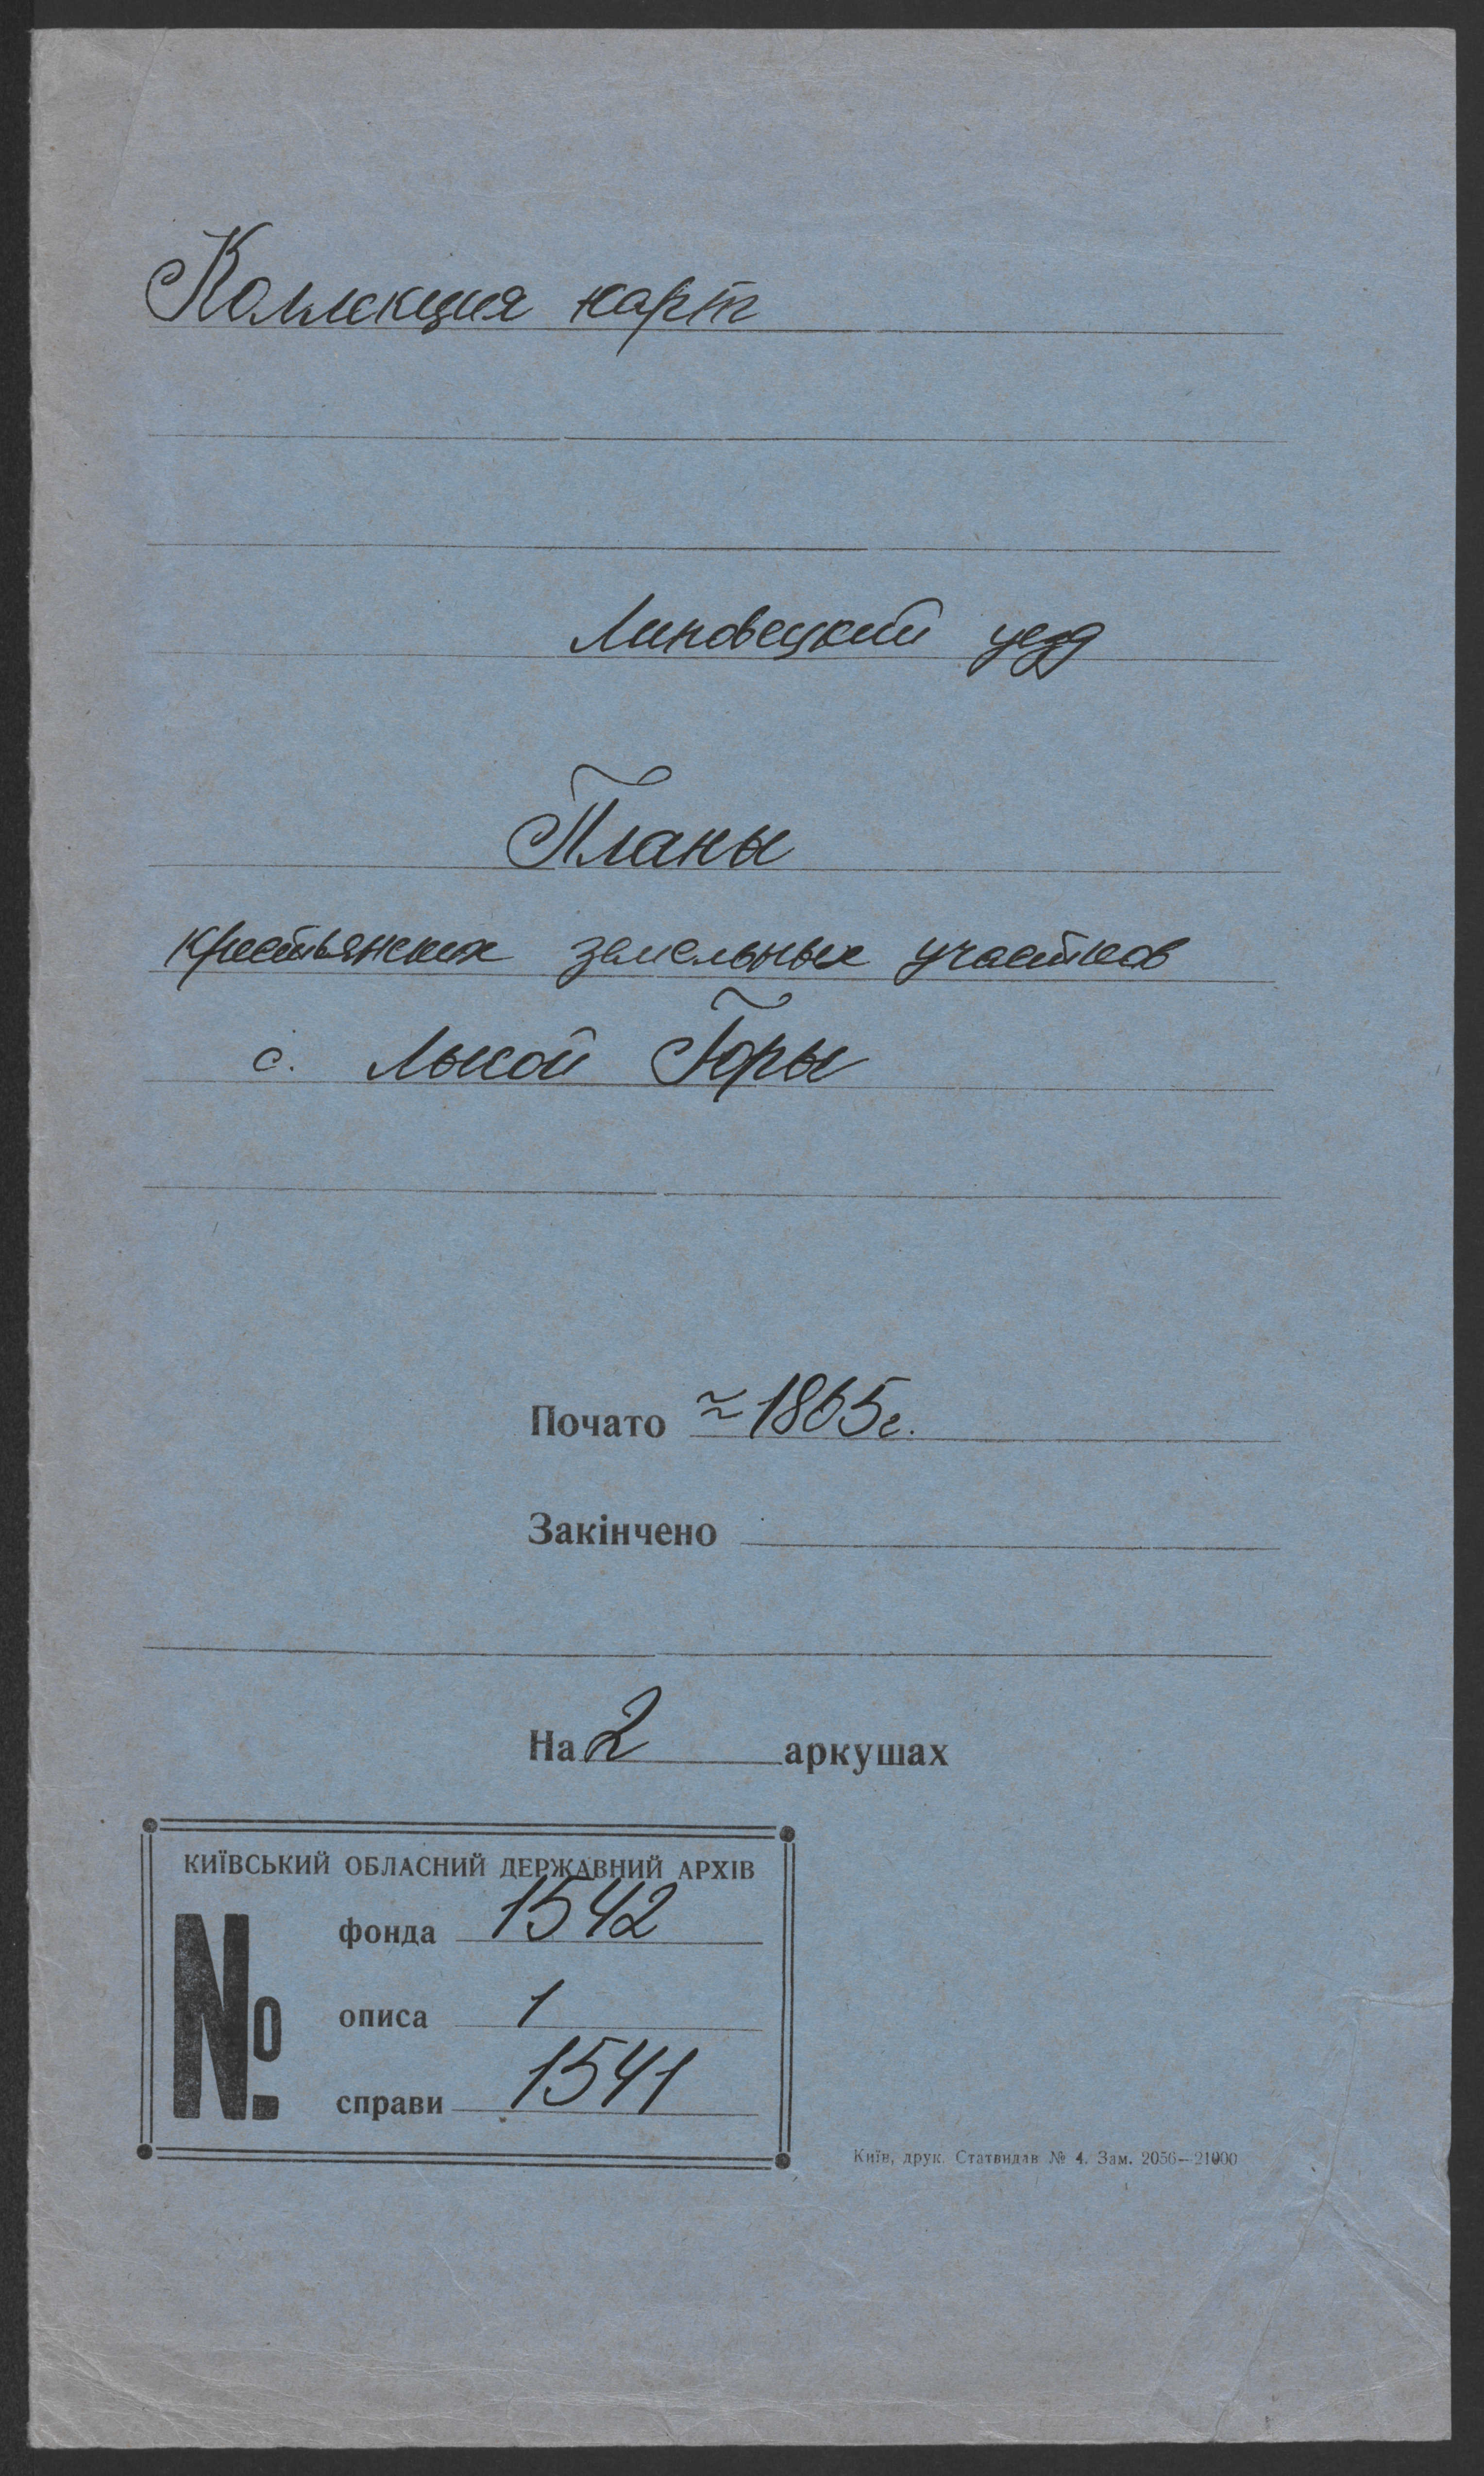 Коллекция карт
Липовецкий уезд
Планы
крестьянских земельных участков
с. Лысой Горы
Почато ≈1865г.
Закінчено
На 2 аркушах
КИЇВСЬКИЙ ОБЛАСНИЙ ДЕРЖАВНИЙ АРХІВ
№ фонда 1542
описа 1
справи 1541
Київ, друк. Статвидав № 4. Зам. 2056—21000